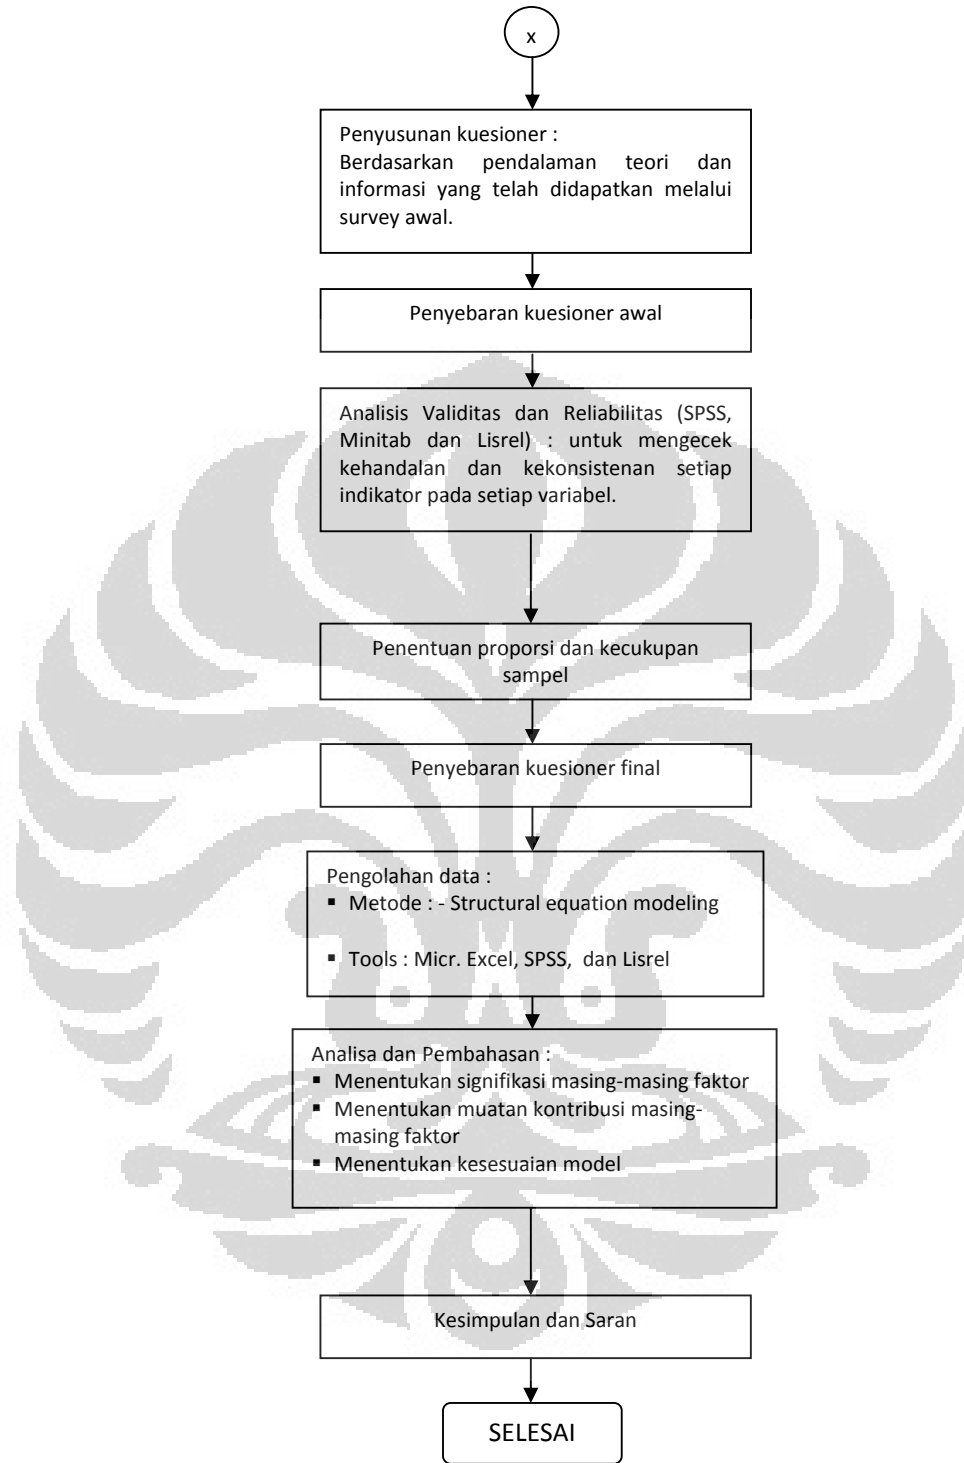 x
Penyusunan kuesioner :
Berdasarkan pendalaman teori dan
informasi yang telah didapatkan melalui
survey awal.
Penyebaran kuesioner awal
Analisis Validitas dan Reliabilitas (SPSS,
Minitab dan Lisrel) : untuk mengecek
kehandalan dan kekonsistenan setiap
indikator pada setiap variabel.
Penentuan proporsi dan kecukupan
sampel
Penyebaran kuesioner final
Pengolahan data :
▪ Metode : - Structural equation modeling
▪ Tools : Micr. Excel, SPSS, dan Lisrel
Analisa dan Pembahasan :
▪ Menentukan signifikasi masing-masing faktor
▪ Menentukan muatan kontribusi masing-
masing faktor
▪ Menentukan kesesuaian model
Kesimpulan dan Saran
SELESAI